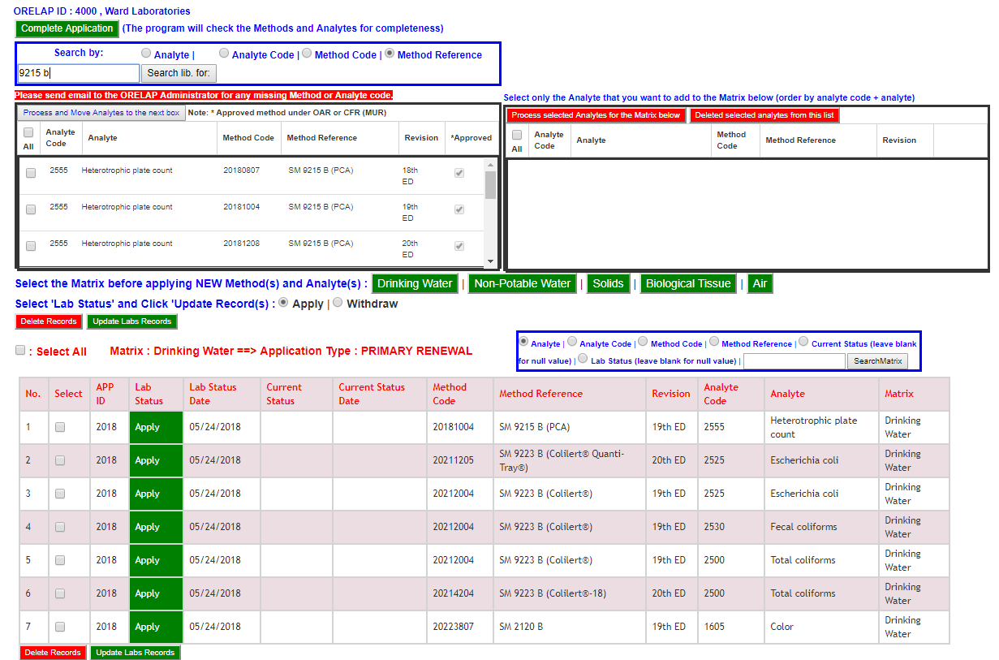 ORELAP ID : 4000 , Ward Laboratories
Complete Application (The program will check the Methods and Analytes for completeness)
Search by: Analyte | Analyte Code | Method Code | Method Reference
9215 b Search lib. for:
Please send email to the ORELAP Administrator for any missing Method or Analyte code.
Process and Move Analytes to the next box Note: * Approved method under OAR or CFR (MUR)
All Analyte Code Analyte Method Code Method Reference Revision *Approved
2555 Heterotrophic plate count 20180807 SM 9215 B (PCA) 18th ED
2555 Heterotrophic plate count 20181004 SM 9215 B (PCA) 19th ED
2555 Heterotrophic plate count 20181208 SM 9215 B (PCA) 20th ED
Select only the Analyte that you want to add to the Matrix below (order by analyte code + analyte)
Process selected Analytes for the Matrix below Deleted selected analytes from this list
All Analyte Code Analyte Method Code Method Reference Revision
Select the Matrix before applying NEW Method(s) and Analyte(s) : Drinking Water | Non-Potable Water | Solids | Biological Tissue | Air
Select 'Lab Status' and Click 'Update Record(s) : Apply | Withdraw
Delete Records Update Labs Records
: Select All Matrix : Drinking Water ==> Application Type : PRIMARY RENEWAL
Analyte | Analyte Code | Method Code | Method Reference | Current Status (leave blank
for null value) | Lab Status (leave blank for null value) | SearchMatrix
No. Select APP ID Lab Status Lab Status Date Current Status Current Status Date Method Code Method Reference Revision Analyte Code Analyte Matrix
1 2018 Apply 05/24/2018 20181004 SM 9215 B (PCA) 19th ED 2555 Heterotrophic plate count Drinking Water
2 2018 Apply 05/24/2018 20211205 SM 9223 B (Colilert® Quanti-Tray®) 20th ED 2525 Escherichia coli Drinking Water
3 2018 Apply 05/24/2018 20212004 SM 9223 B (Colilert®) 19th ED 2525 Escherichia coli Drinking Water
4 2018 Apply 05/24/2018 20212004 SM 9223 B (Colilert®) 19th ED 2530 Fecal coliforms Drinking Water
5 2018 Apply 05/24/2018 20212004 SM 9223 B (Colilert®) 19th ED 2500 Total coliforms Drinking Water
6 2018 Apply 05/24/2018 20214204 SM 9223 B (Colilert®-18) 20th ED 2500 Total coliforms Drinking Water
7 2018 Apply 05/24/2018 20223807 SM 2120 B 19th ED 1605 Color Drinking Water
Delete Records Update Labs Records